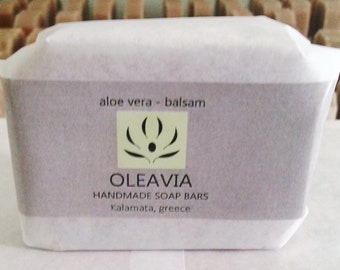 aloe vera - balsam
OLEAVIA
HANDMADE SOAP BARS
Kalamata, greece